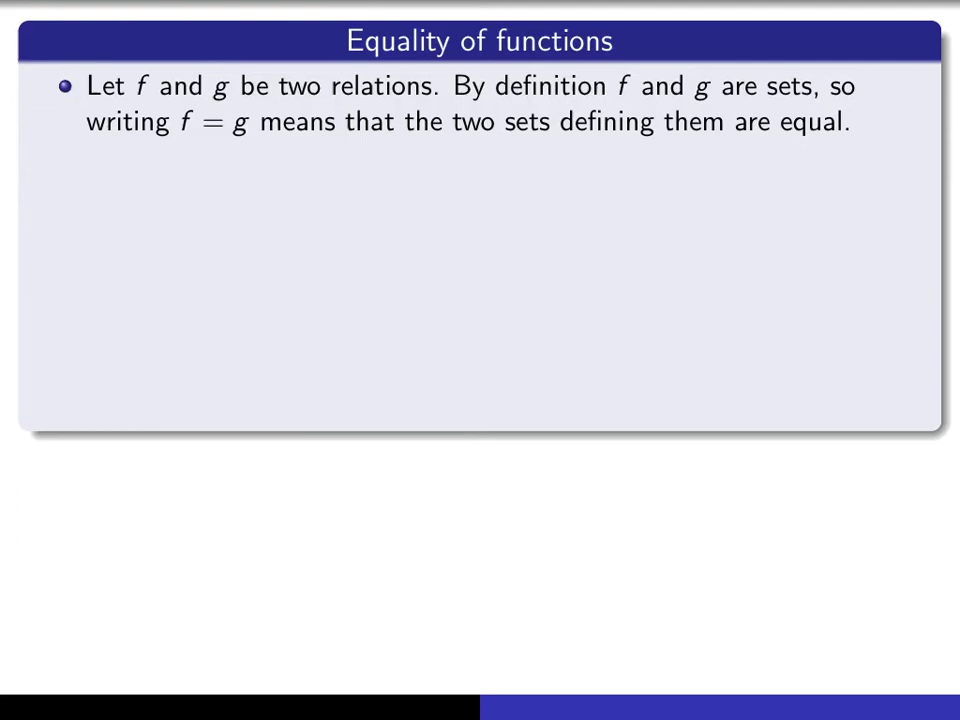 Equality of functions
Let f and g be two relations. By definition f and g are sets, so
writing f = g means that the two sets defining them are equal.